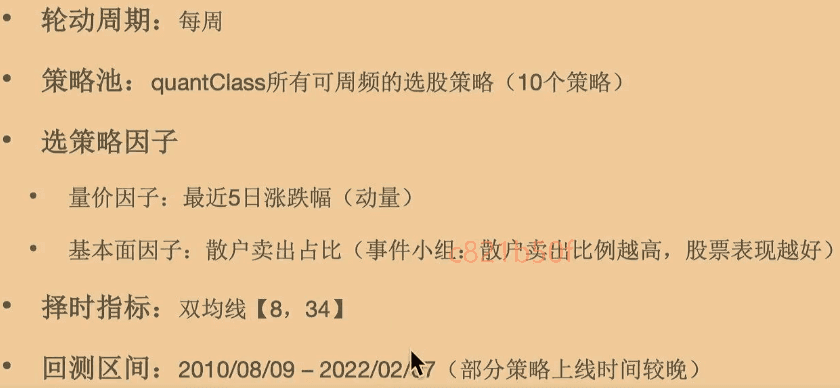 • 轮动周期：每周
• 策略池：quantClass所有可周频的选股策略（10个策略）
• 选策略因子
• 量价因子：最近5日涨跌幅（动量）
• 基本面因子：散户卖出占比（事件小组：散户卖出比例越高，股票表现越好）
• 择时指标：双均线【8，34】
• 回测区间：2010/08/09 – 2022/02/（部分策略上线时间较晚）